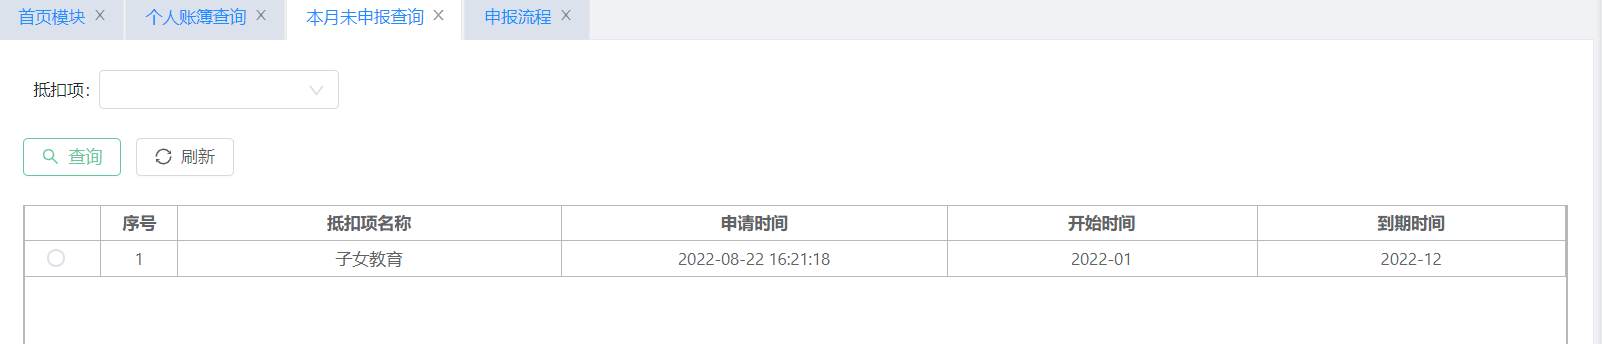 首页模块 个人账簿查询 本月未申报查询 申报流程
抵扣项:
查询 刷新
序号 抵扣项名称 申请时间 开始时间 到期时间
1 子女教育 2022-08-22 16:21:18 2022-01 2022-12